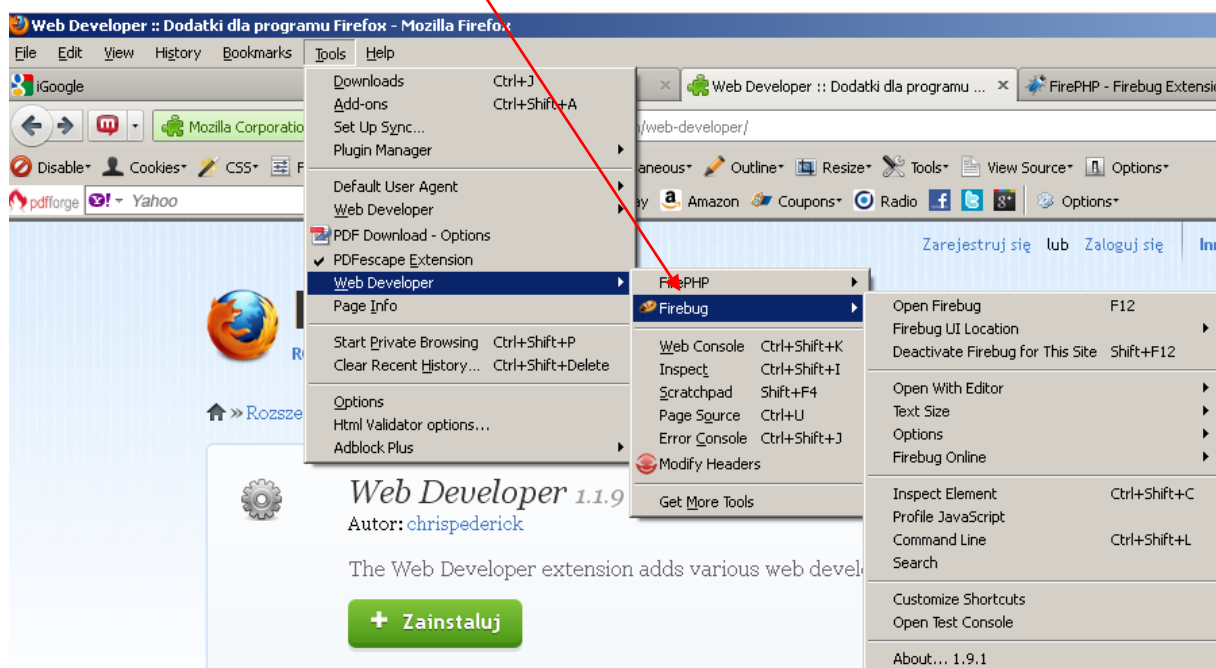 Web Developer :: Dodatki dla programu Firefox - Mozilla Firefox
File Edit View History Bookmarks Tools Help
iGoogle
Web Developer :: Dodatki dla programu ...
FirePHP - Firebug Extensi
Mozilla Corporatio
/web-developer/
Disable Cookies CSS F
aneous Outline Resize Tools View Source Options
pdfforge Yahoo
ay Amazon Coupons Radio Options
Zarejestruj się lub Zaloguj się
Downloads Ctrl+J
Add-ons Ctrl+Shift+A
Set Up Sync...
Plugin Manager
Default User Agent
Web Developer
PDF Download - Options
PDFescape Extension
Web Developer
Page Info
Start Private Browsing Ctrl+Shift+P
Clear Recent History... Ctrl+Shift+Delete
Options
Html Validator options...
Adblock Plus
FirePHP
Firebug
Web Console Ctrl+Shift+K
Inspect Ctrl+Shift+I
Scratchpad Shift+F4
Page Source Ctrl+U
Error Console Ctrl+Shift+J
Modify Headers
Get More Tools
Open Firebug F12
Firebug UI Location
Deactivate Firebug for This Site Shift+F12
Open With Editor
Text Size
Options
Firebug Online
Inspect Element Ctrl+Shift+C
Profile JavaScript
Command Line Ctrl+Shift+L
Search
Customize Shortcuts
Open Test Console
About... 1.9.1
» Rozsze
Web Developer 1.1.9
Autor: chrispederick
The Web Developer extension adds various web devel
+ Zainstaluj